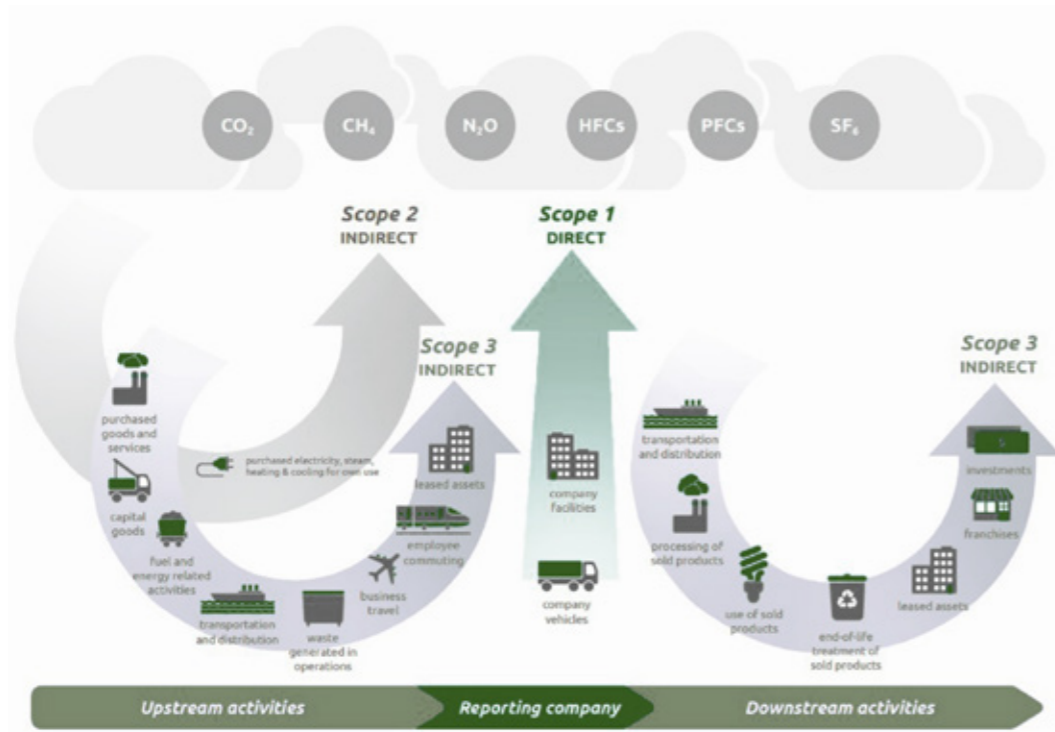 CO₂
CH₄
N₂O
HFCs
PFCs
SF₆
Scope 2
INDIRECT
Scope 1
DIRECT
Scope 3
INDIRECT
Scope 3
INDIRECT
purchased
goods and
services
capital
goods
fuel and
energy related
activities
transportation
and distribution
waste
generated in
operations
business
travel
employee
commuting
leased assets
purchased electricity, steam,
heating & cooling for own use
company
facilities
company
vehicles
transportation
and distribution
processing of
sold products
use of sold
products
end-of-life
treatment of
sold products
leased assets
franchises
investments
Upstream activities
Reporting company
Downstream activities